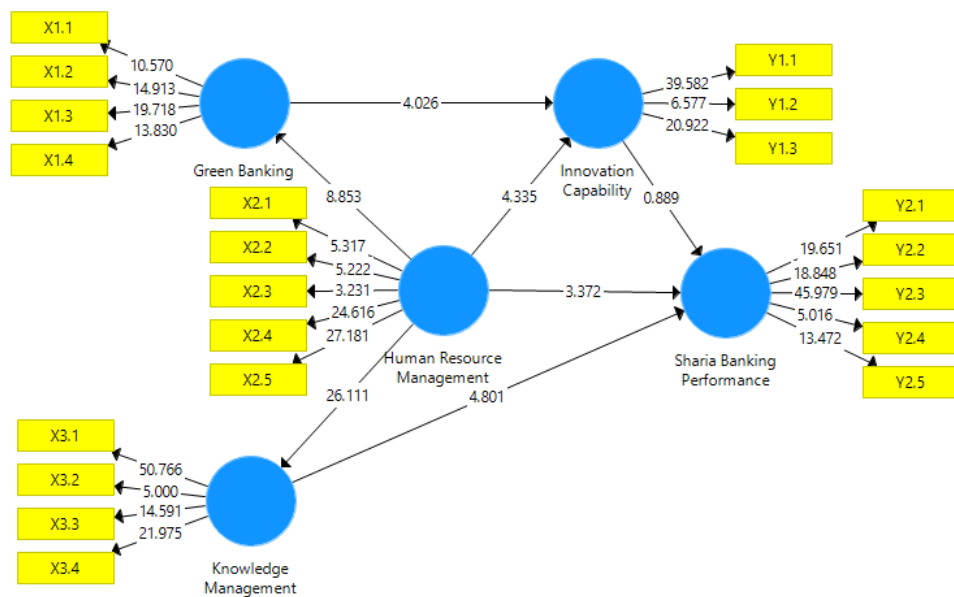 X1.1
X1.2
X1.3
X1.4
10.570
14.913
19.718
13.830
Green Banking
4.026
Y1.1
Y1.2
Y1.3
39.582
6.577
20.922
Innovation
Capability
8.853
4.335
0.889
X2.1
X2.2
X2.3
X2.4
X2.5
5.317
5.222
3.231
24.616
27.181
Human Resource
Management
3.372
Y2.1
Y2.2
Y2.3
Y2.4
Y2.5
19.651
18.848
45.979
5.016
13.472
Sharia Banking
Performance
26.111
4.801
X3.1
X3.2
X3.3
X3.4
50.766
5.000
14.591
21.975
Knowledge
Management